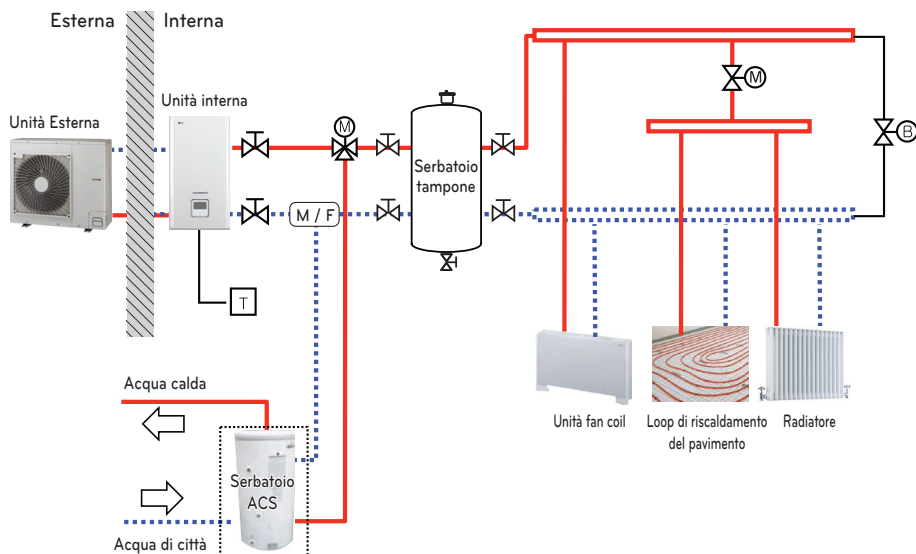 Esterna
Interna
Unità Esterna
Unità interna
M
M
B
Serbatoio
tampone
M / F
T
Acqua calda
Serbatoio
ACS
Acqua di città
Unità fan coil
Loop di riscaldamento
del pavimento
Radiatore